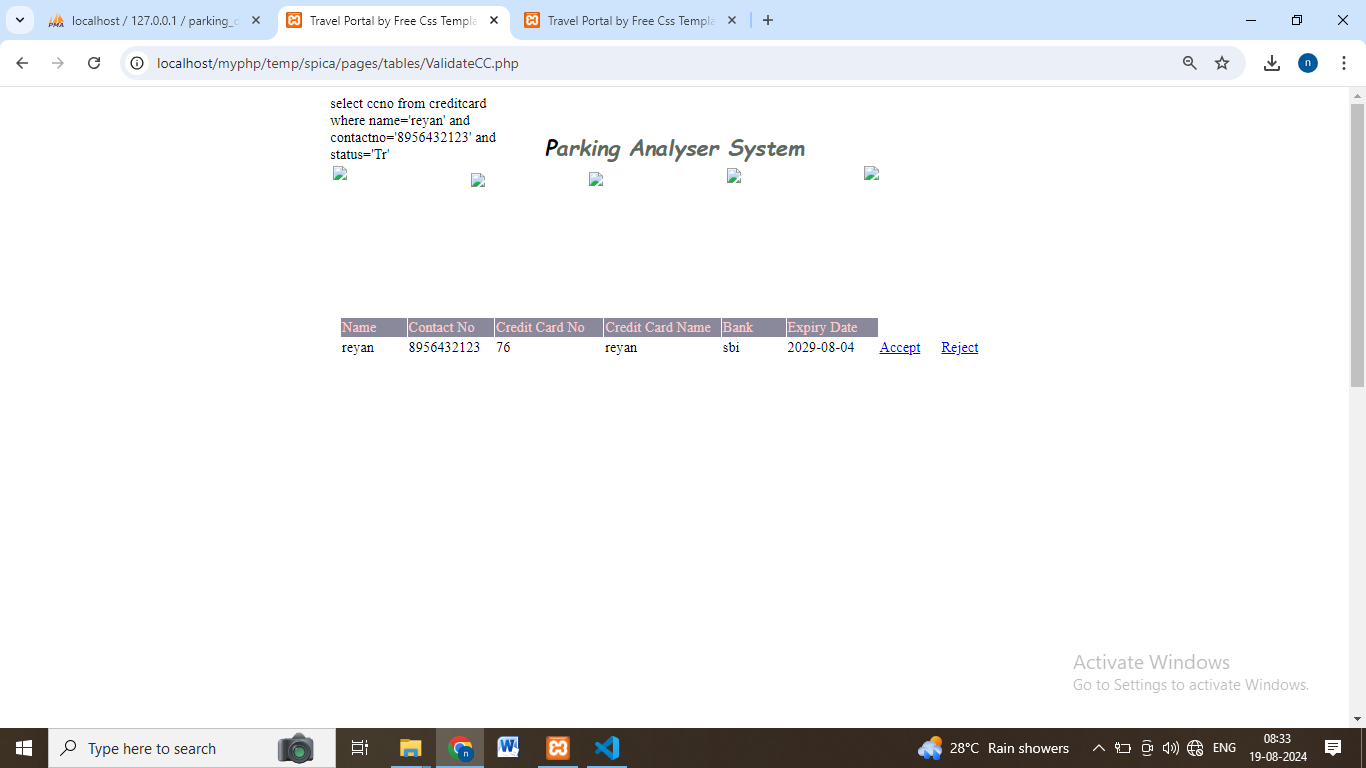 localhost / 127.0.0.1 / parking_
Travel Portal by Free Css Templa
Travel Portal by Free Css Templa
localhost/myphp/temp/spica/pages/tables/ValidateCC.php
n
select ccno from creditcard
where name='reyan' and
contactno='8956432123' and
status='Tr'
Parking Analyser System
Name Contact No Credit Card No Credit Card Name Bank Expiry Date
reyan 8956432123 76 reyan sbi 2029-08-04 Accept Reject
Activate Windows
Go to Settings to activate Windows.
Type here to search
28°C Rain showers
ENG
08:33
19-08-2024